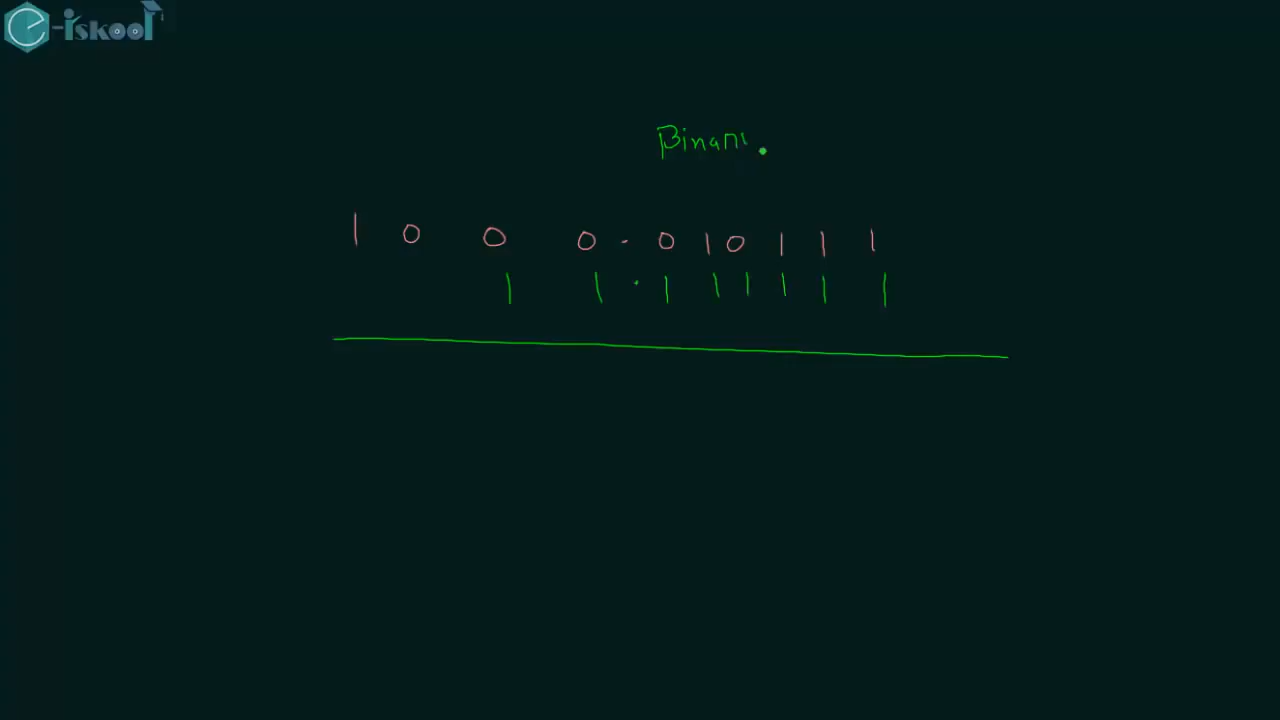 e-iskool
Binary
1 0 0 0 . 0 1 0 1 1 1
1 1 . 1 1 1 1 1 1